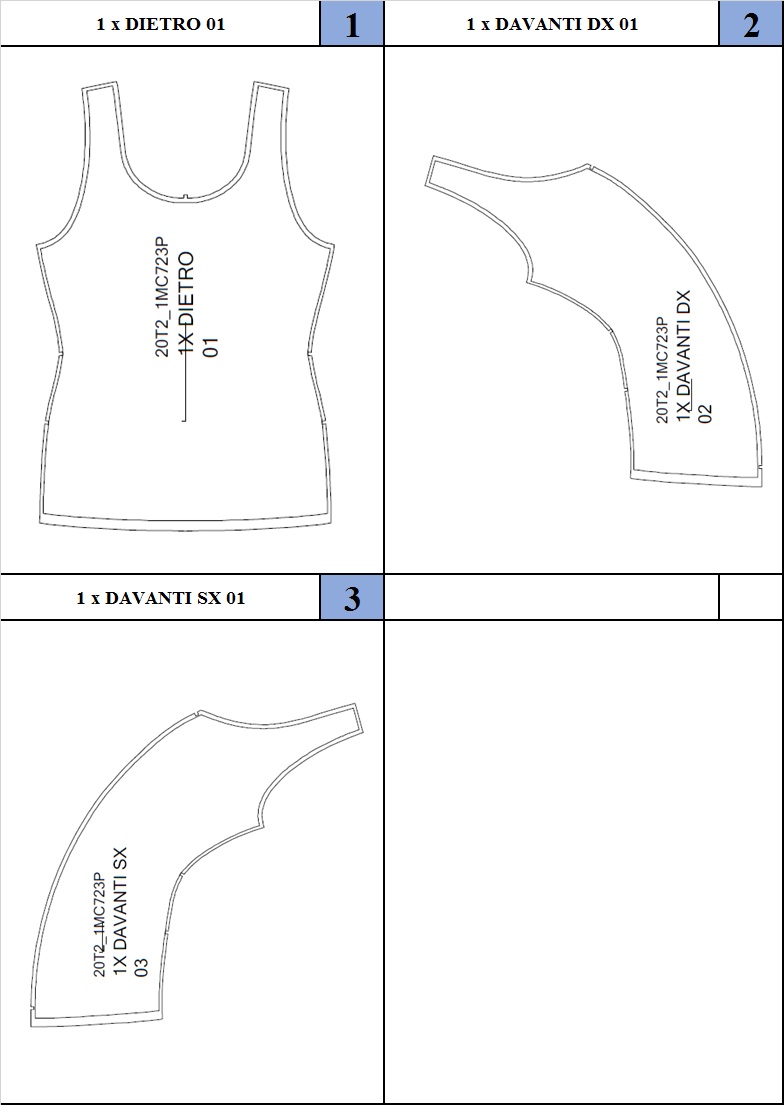 1 x DIETRO 01
1
1 x DAVANTI DX 01
2
20T2_1MC723P
1X DIETRO
01
20T2_1MC723P
1X DAVANTI DX
02
1 x DAVANTI SX 01
3
20T2_1MC723P
1X DAVANTI SX
03